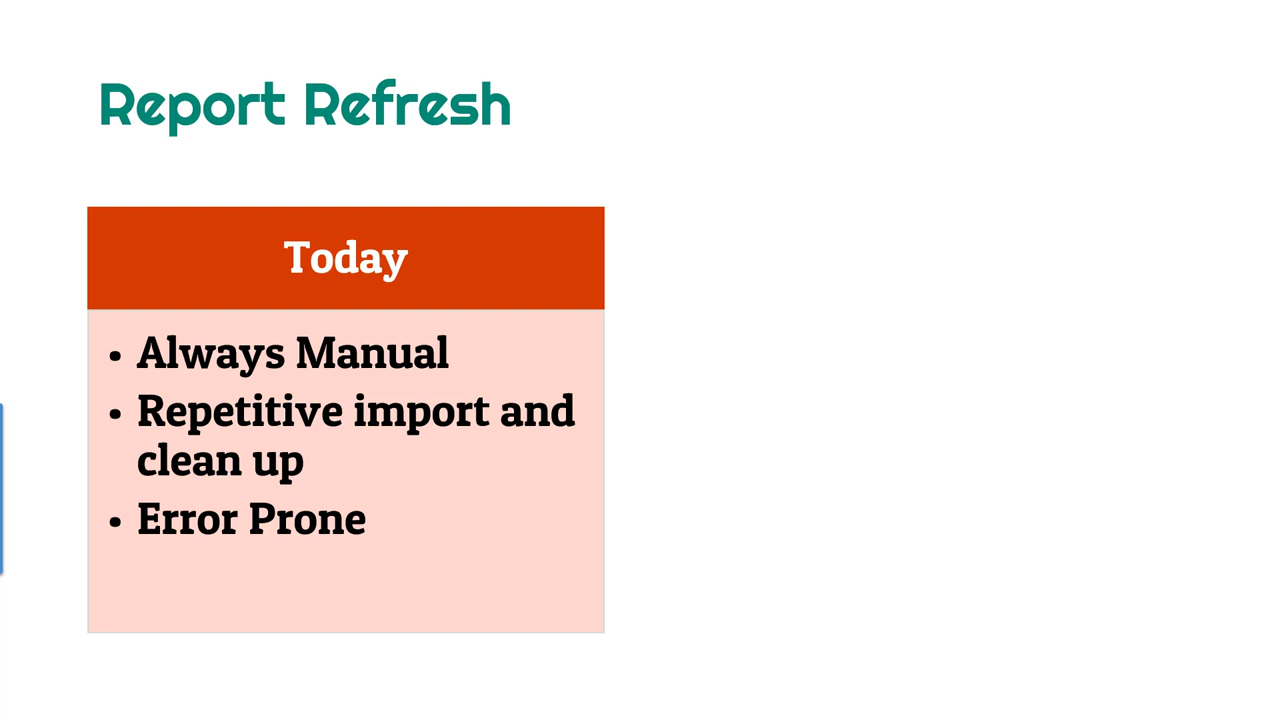 Report Refresh
Today
• Always Manual
• Repetitive import and
clean up
• Error Prone